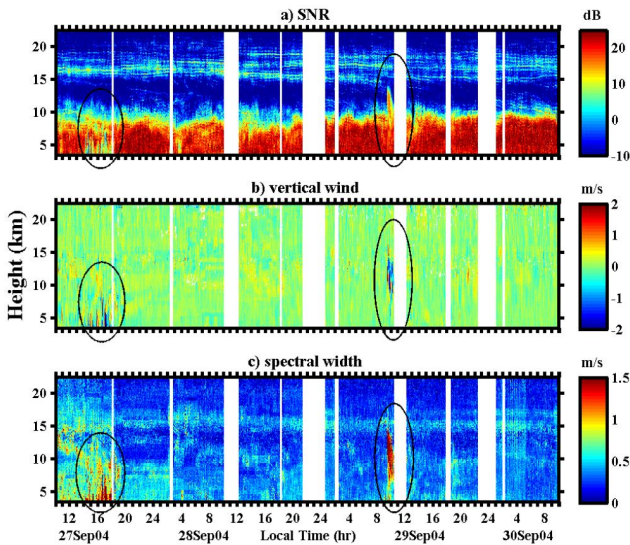 a) SNR
dB
20
15
10
5
20
10
0
-10
b) vertical wind
m/s
20
15
10
5
2
1
0
-1
-2
Height (km)
c) spectral width
m/s
20
15
10
5
1.5
1
0.5
0
12 16 20 24 4 8 12 16 20 24 4 8 12 16 20 24 4 8
27Sep04 28Sep04 Local Time (hr) 29Sep04 30Sep04